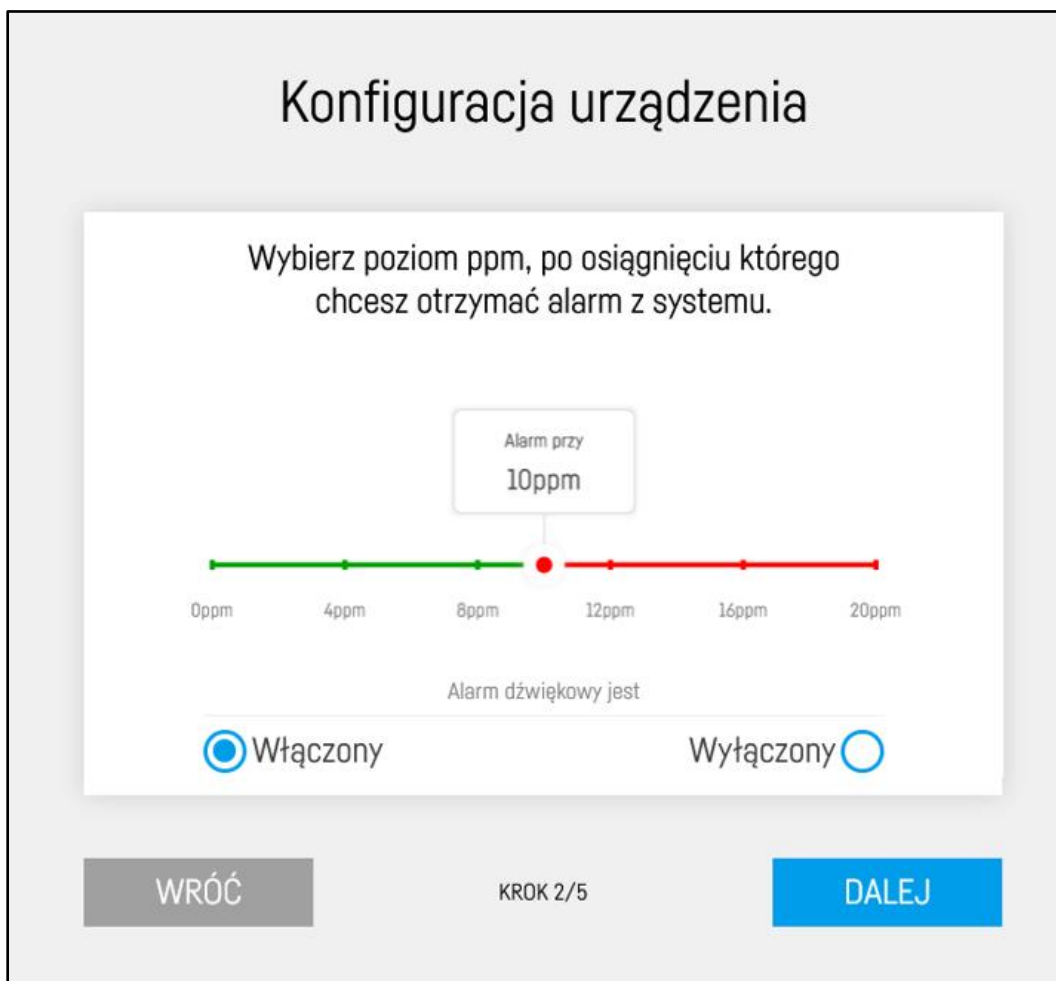 Konfiguracja urządzenia
Wybierz poziom ppm, po osiągnięciu którego
chcesz otrzymać alarm z systemu.
Alarm przy
10ppm
0ppm 4ppm 8ppm 12ppm 16ppm 20ppm
Alarm dźwiękowy jest
Włączony Wyłączony
WRÓĆ KROK 2/5 DALEJ